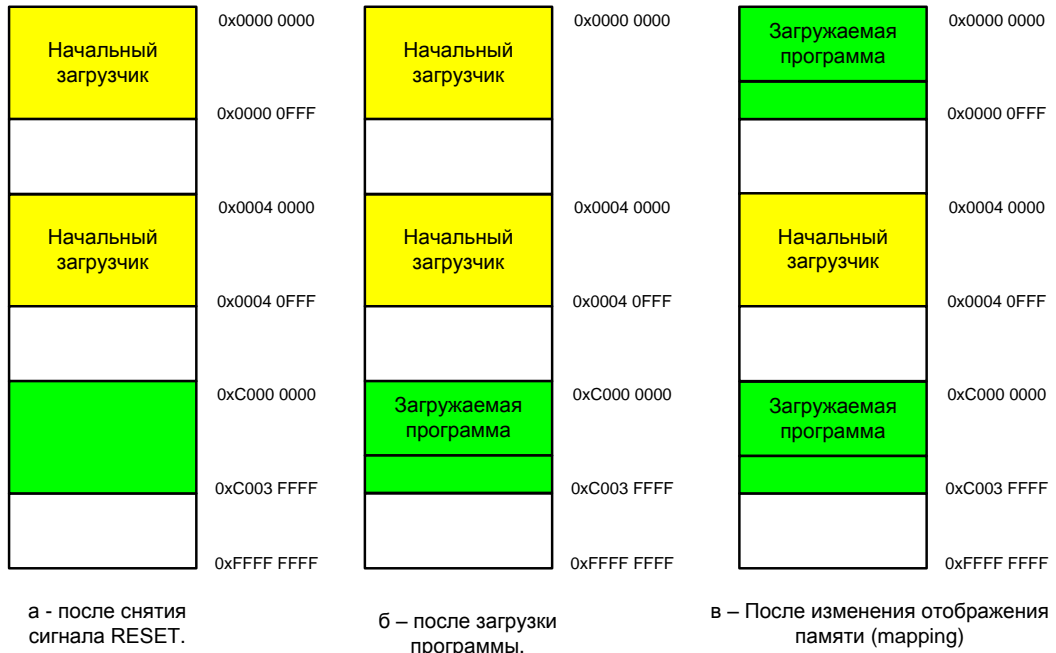 Начальный
загрузчик
0x0000 0000
0x0000 0FFF
Начальный
загрузчик
0x0004 0000
0x0004 0FFF
0xC000 0000
0xC003 FFFF
0xFFFF FFFF
а - после снятия
сигнала RESET.
Начальный
загрузчик
0x0000 0000
0x0000 0FFF
Начальный
загрузчик
0x0004 0000
0x0004 0FFF
Загружаемая
программа
0xC000 0000
0xC003 FFFF
0xFFFF FFFF
б – после загрузки
программы.
Загружаемая
программа
0x0000 0000
0x0000 0FFF
Начальный
загрузчик
0x0004 0000
0x0004 0FFF
Загружаемая
программа
0xC000 0000
0xC003 FFFF
0xFFFF FFFF
в – После изменения отображения
памяти (mapping)